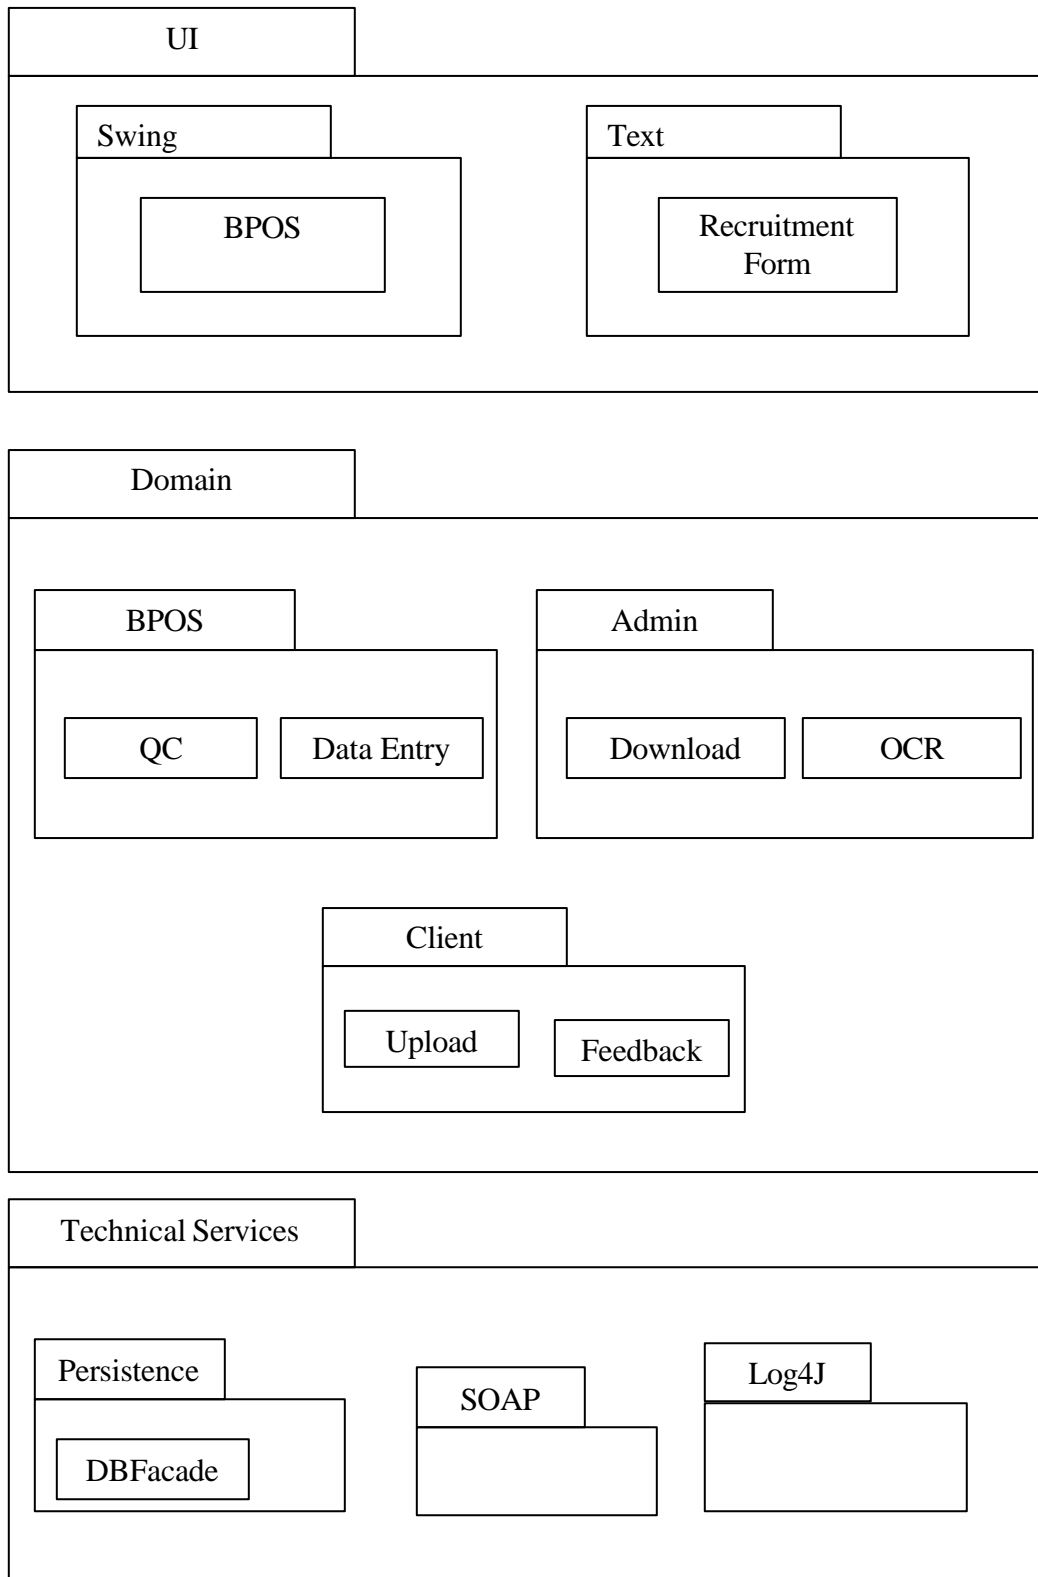 UI
Swing
Text
BPOS
Recruitment
Form
Domain
BPOS
Admin
QC
Data Entry
Download
OCR
Client
Upload
Feedback
Technical Services
Persistence
SOAP
Log4J
DBFacade